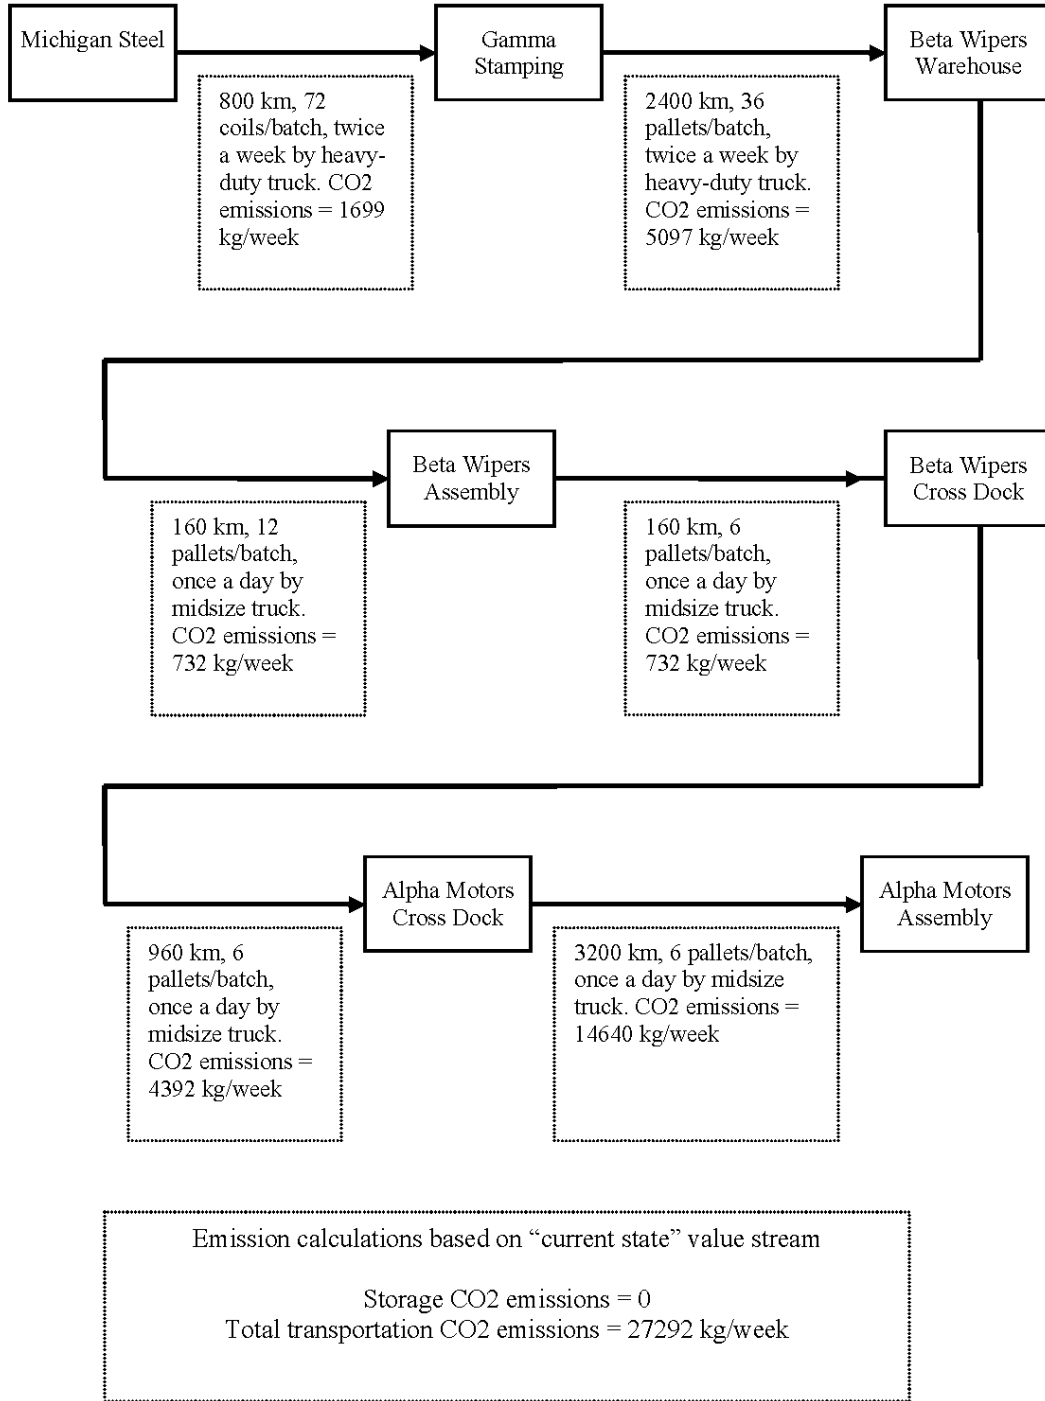 Michigan Steel
Gamma
Stamping
Beta Wipers
Warehouse
800 km, 72
coils/batch, twice
a week by heavy-
duty truck. CO2
emissions = 1699
kg/week
2400 km, 36
pallets/batch,
twice a week by
heavy-duty truck.
CO2 emissions =
5097 kg/week
Beta Wipers
Assembly
Beta Wipers
Cross Dock
160 km, 12
pallets/batch,
once a day by
midsize truck.
CO2 emissions =
732 kg/week
160 km, 6
pallets/batch,
once a day by
midsize truck.
CO2 emissions =
732 kg/week
Alpha Motors
Cross Dock
Alpha Motors
Assembly
960 km, 6
pallets/batch,
once a day by
midsize truck.
CO2 emissions =
4392 kg/week
3200 km, 6 pallets/batch,
once a day by midsize
truck. CO2 emissions =
14640 kg/week
Emission calculations based on “current state” value stream
Storage CO2 emissions = 0
Total transportation CO2 emissions = 27292 kg/week